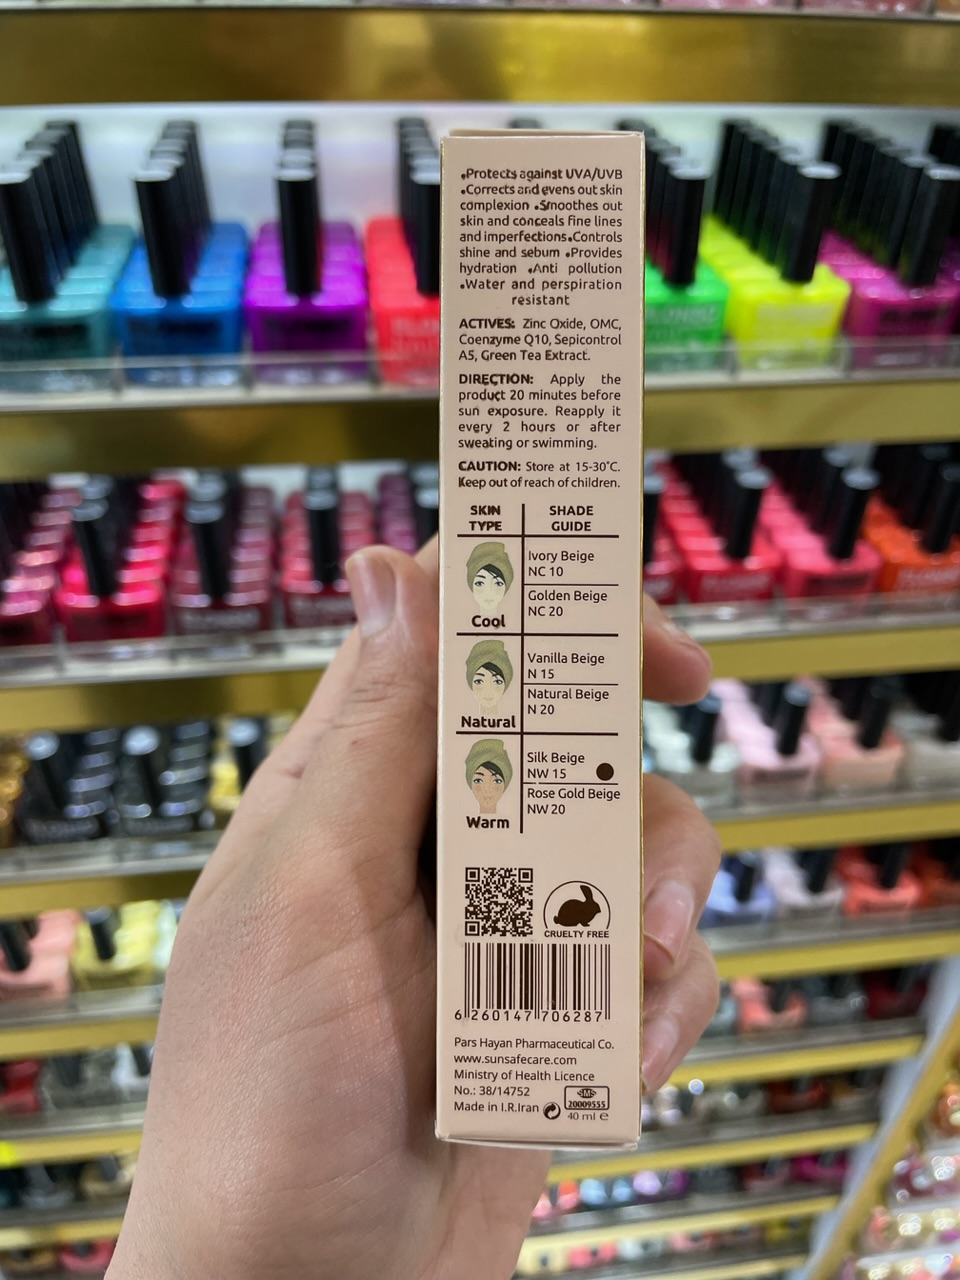 •Protects against UVA/UVB
•Corrects and evens out skin
complexion •Smoothes out
skin and conceals fine lines
and imperfections•Controls
shine and sebum •Provides
hydration •Anti pollution
•Water and perspiration
resistant
ACTIVES: Zinc Oxide, OMC,
Coenzyme Q10, Sepicontrol
A5, Green Tea Extract.
DIRECTION: Apply the
product 20 minutes before
sun exposure. Reapply it
every 2 hours or after
sweating or swimming.
CAUTION: Store at 15-30°C.
Keep out of reach of children.
SKIN TYPE
SHADE GUIDE
Cool
Ivory Beige
NC 10
Golden Beige
NC 20
Natural
Vanilla Beige
N 15
Natural Beige
N 20
Warm
Silk Beige
NW 15
Rose Gold Beige
NW 20
CRUELTY FREE
6 260147 706287
Pars Hayan Pharmaceutical Co.
www.sunsafecare.com
Ministry of Health Licence
No.: 38/14752
Made in I.R.Iran
SMS
20009555
40 ml e